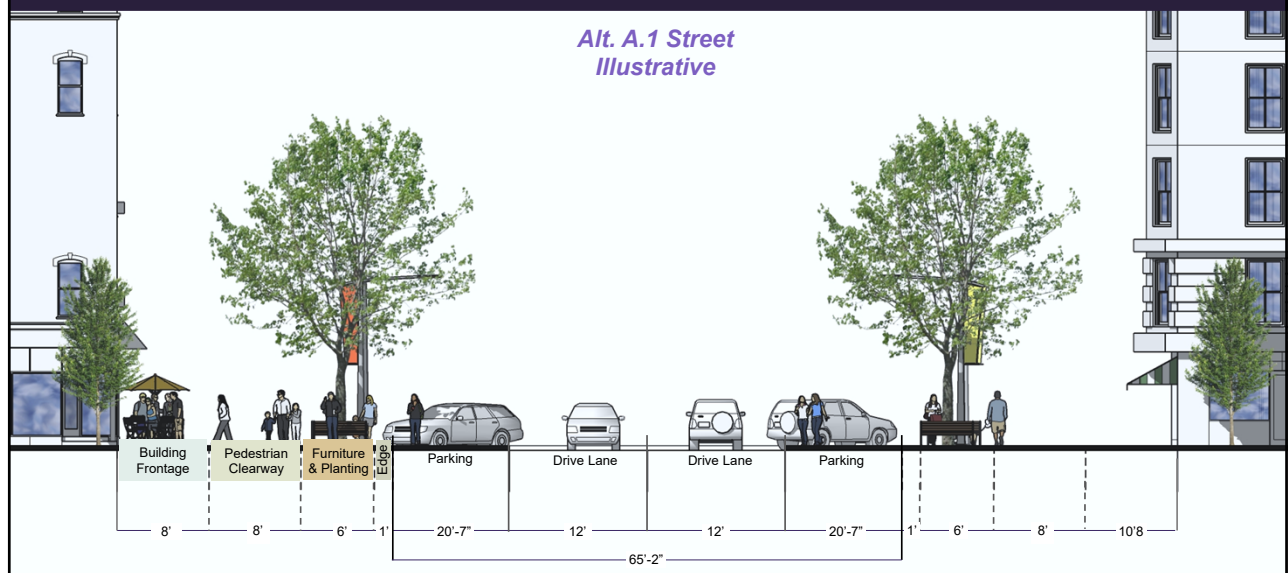 Alt. A.1 Street
Illustrative
Building
Frontage
Pedestrian
Clearway
Furniture
& Planting
Edge
Parking
Drive Lane
Drive Lane
Parking
8’
8’
6’
1’
20’-7”
12’
12’
20’-7”
1’
6’
8’
10’8
65’-2”